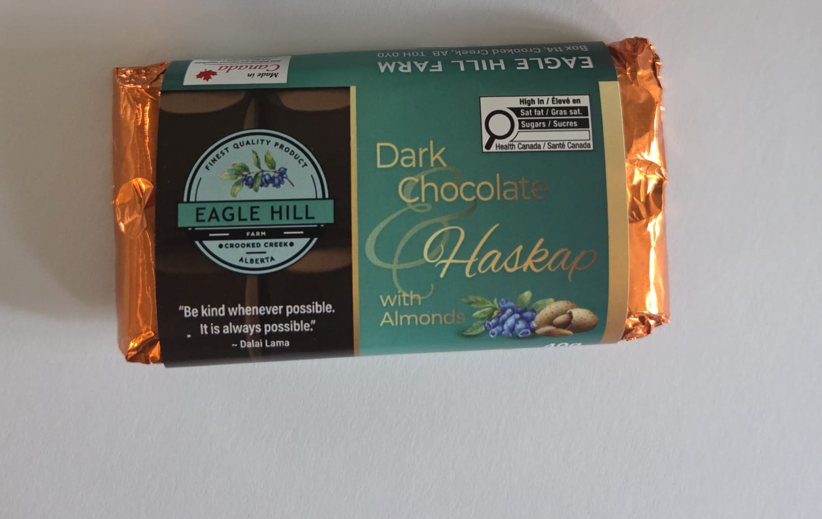 Made in
Canada
EAGLE HILL FARM
Box 114, Crooked Creek, AB T0H 0Y0
FINEST QUALITY PRODUCT
EAGLE HILL
FARM
CROOKED CREEK
ALBERTA
"Be kind whenever possible.
It is always possible."
~ Dalai Lama
High in / Élevé en
Sat fat / Gras sat.
Sugars / Sucres
Health Canada / Santé Canada
Dark
Chocolate
&
Haskap
with
Almonds